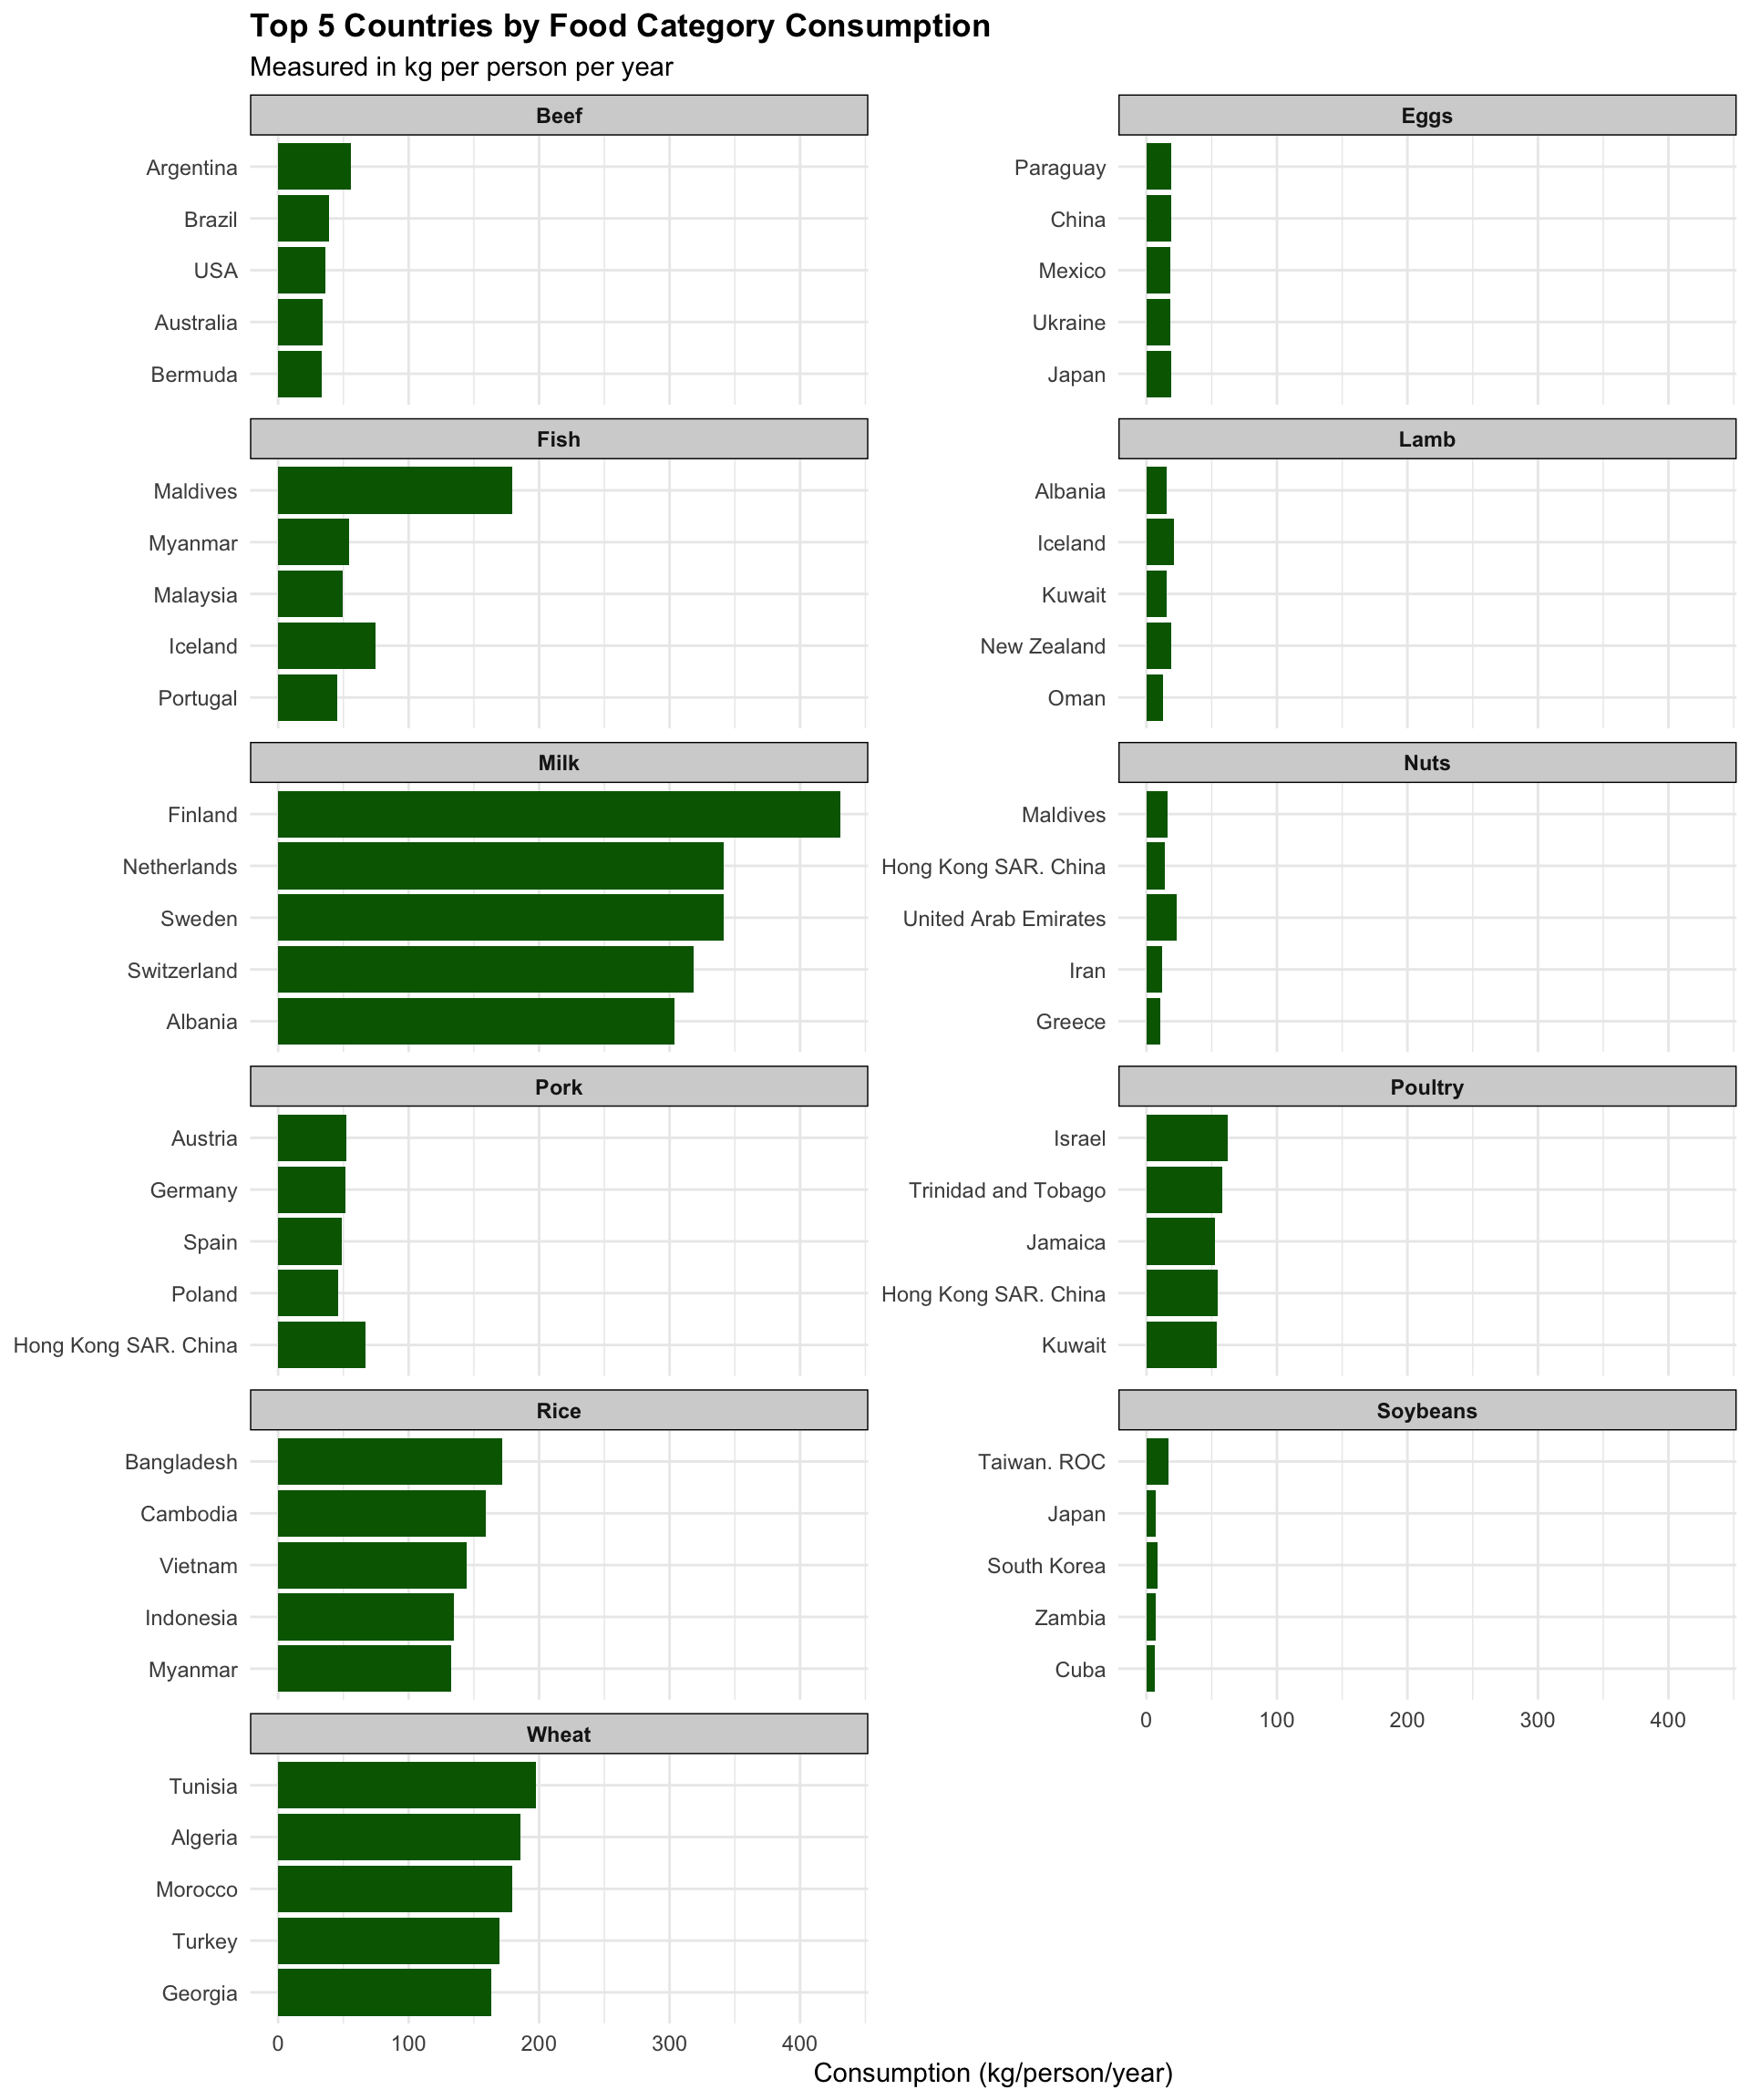 Top 5 Countries by Food Category Consumption
Measured in kg per person per year
Beef
Argentina
Brazil
USA
Australia
Bermuda
Eggs
Paraguay
China
Mexico
Ukraine
Japan
Fish
Maldives
Myanmar
Malaysia
Iceland
Portugal
Lamb
Albania
Iceland
Kuwait
New Zealand
Oman
Milk
Finland
Netherlands
Sweden
Switzerland
Albania
Nuts
Maldives
Hong Kong SAR. China
United Arab Emirates
Iran
Greece
Pork
Austria
Germany
Spain
Poland
Hong Kong SAR. China
Poultry
Israel
Trinidad and Tobago
Jamaica
Hong Kong SAR. China
Kuwait
Rice
Bangladesh
Cambodia
Vietnam
Indonesia
Myanmar
Soybeans
Taiwan. ROC
Japan
South Korea
Zambia
Cuba
0 100 200 300 400
Wheat
Tunisia
Algeria
Morocco
Turkey
Georgia
0 100 200 300 400
Consumption (kg/person/year)